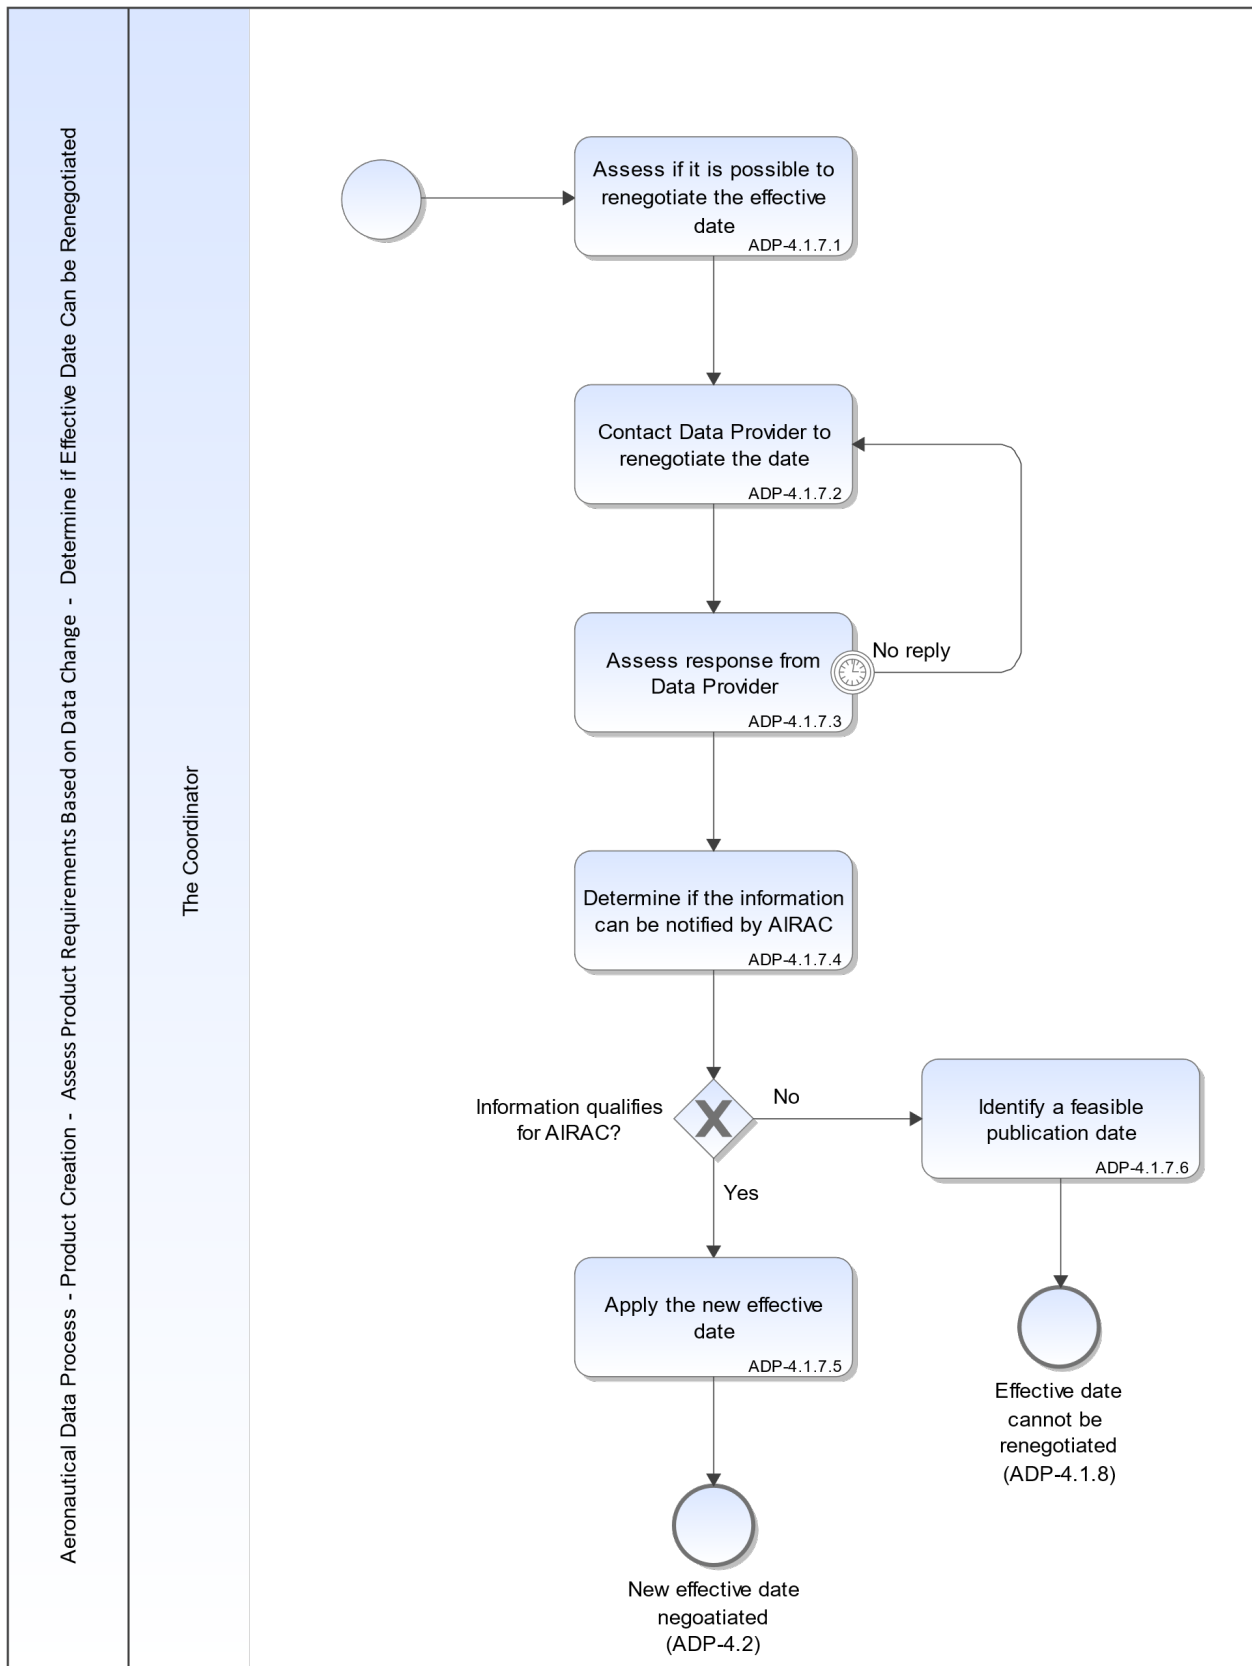 Aeronautical Data Process - Product Creation - Assess Product Requirements Based on Data Change - Determine if Effective Date Can be Renegotiated
The Coordinator
Assess if it is possible to
renegotiate the effective
date
ADP-4.1.7.1
Contact Data Provider to
renegotiate the date
ADP-4.1.7.2
Assess response from
Data Provider
ADP-4.1.7.3
No reply
Determine if the information
can be notified by AIRAC
ADP-4.1.7.4
Information qualifies
for AIRAC?
No
Yes
Identify a feasible
publication date
ADP-4.1.7.6
Apply the new effective
date
ADP-4.1.7.5
Effective date
cannot be
renegotiated
(ADP-4.1.8)
New effective date
negoatiated
(ADP-4.2)